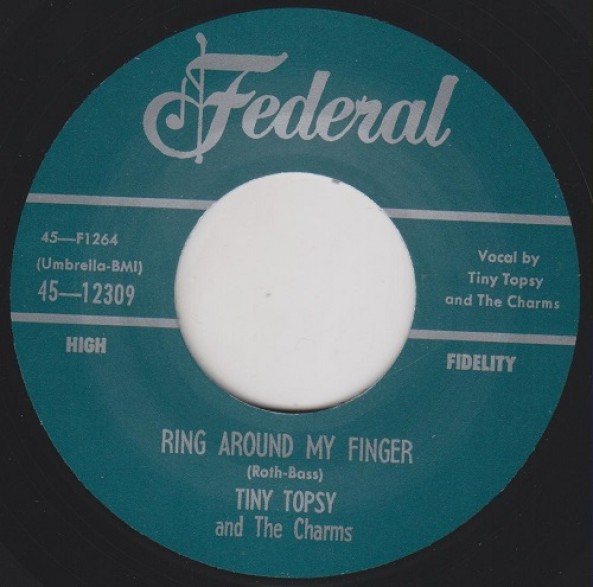 Federal
45—F1264
(Umbrella-BMI)
45—12309
Vocal by
Tiny Topsy
and The Charms
HIGH
FIDELITY
RING AROUND MY FINGER
(Roth-Bass)
TINY TOPSY
and The Charms